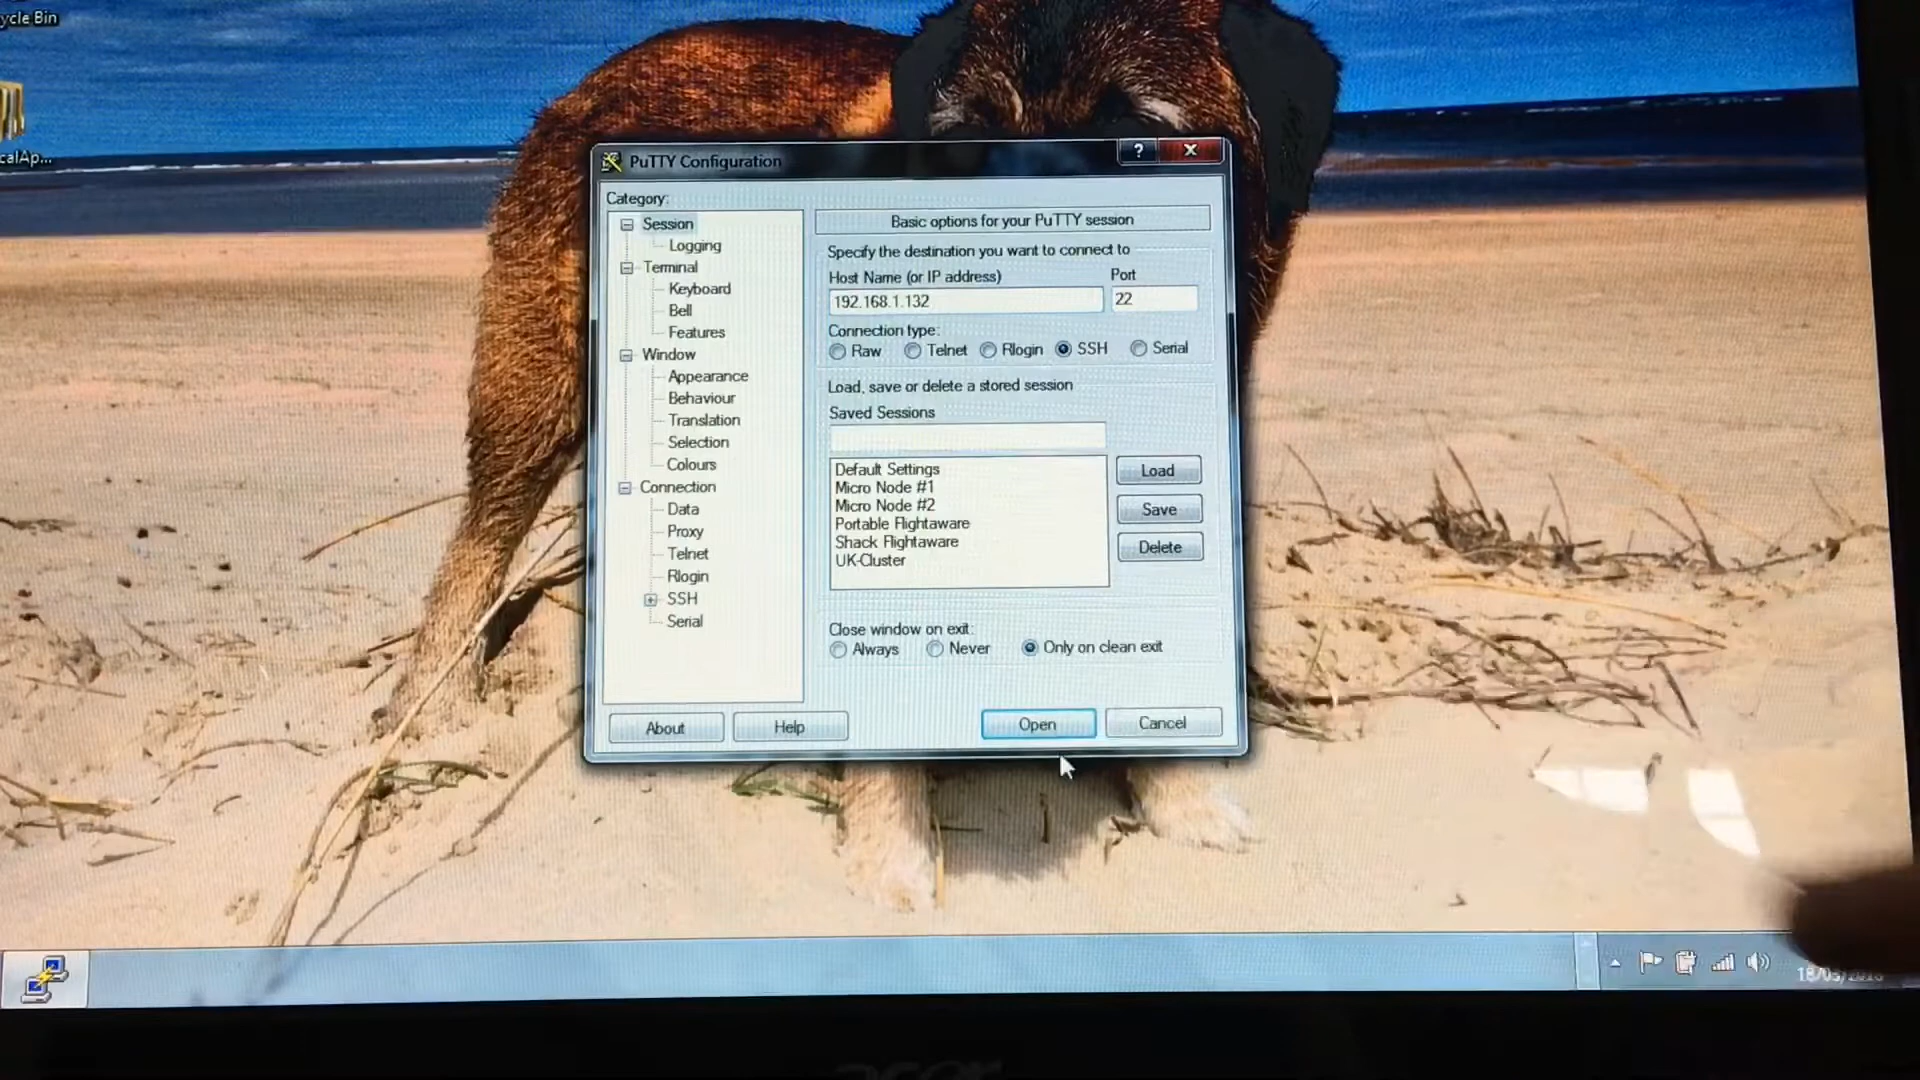 ycle Bin
calAp...
PuTTY Configuration
?
X
Category:
Session
Logging
Terminal
Keyboard
Bell
Features
Window
Appearance
Behaviour
Translation
Selection
Colours
Connection
Data
Proxy
Telnet
Rlogin
SSH
Serial
Basic options for your PuTTY session
Specify the destination you want to connect to
Host Name (or IP address)
Port
192.168.1.132
22
Connection type:
Raw
Telnet
Rlogin
SSH
Serial
Load, save or delete a stored session
Saved Sessions
Default Settings
Micro Node #1
Micro Node #2
Portable Flightaware
Shack Flightaware
UK-Cluster
Load
Save
Delete
Close window on exit:
Always
Never
Only on clean exit
About
Help
Open
Cancel
acer